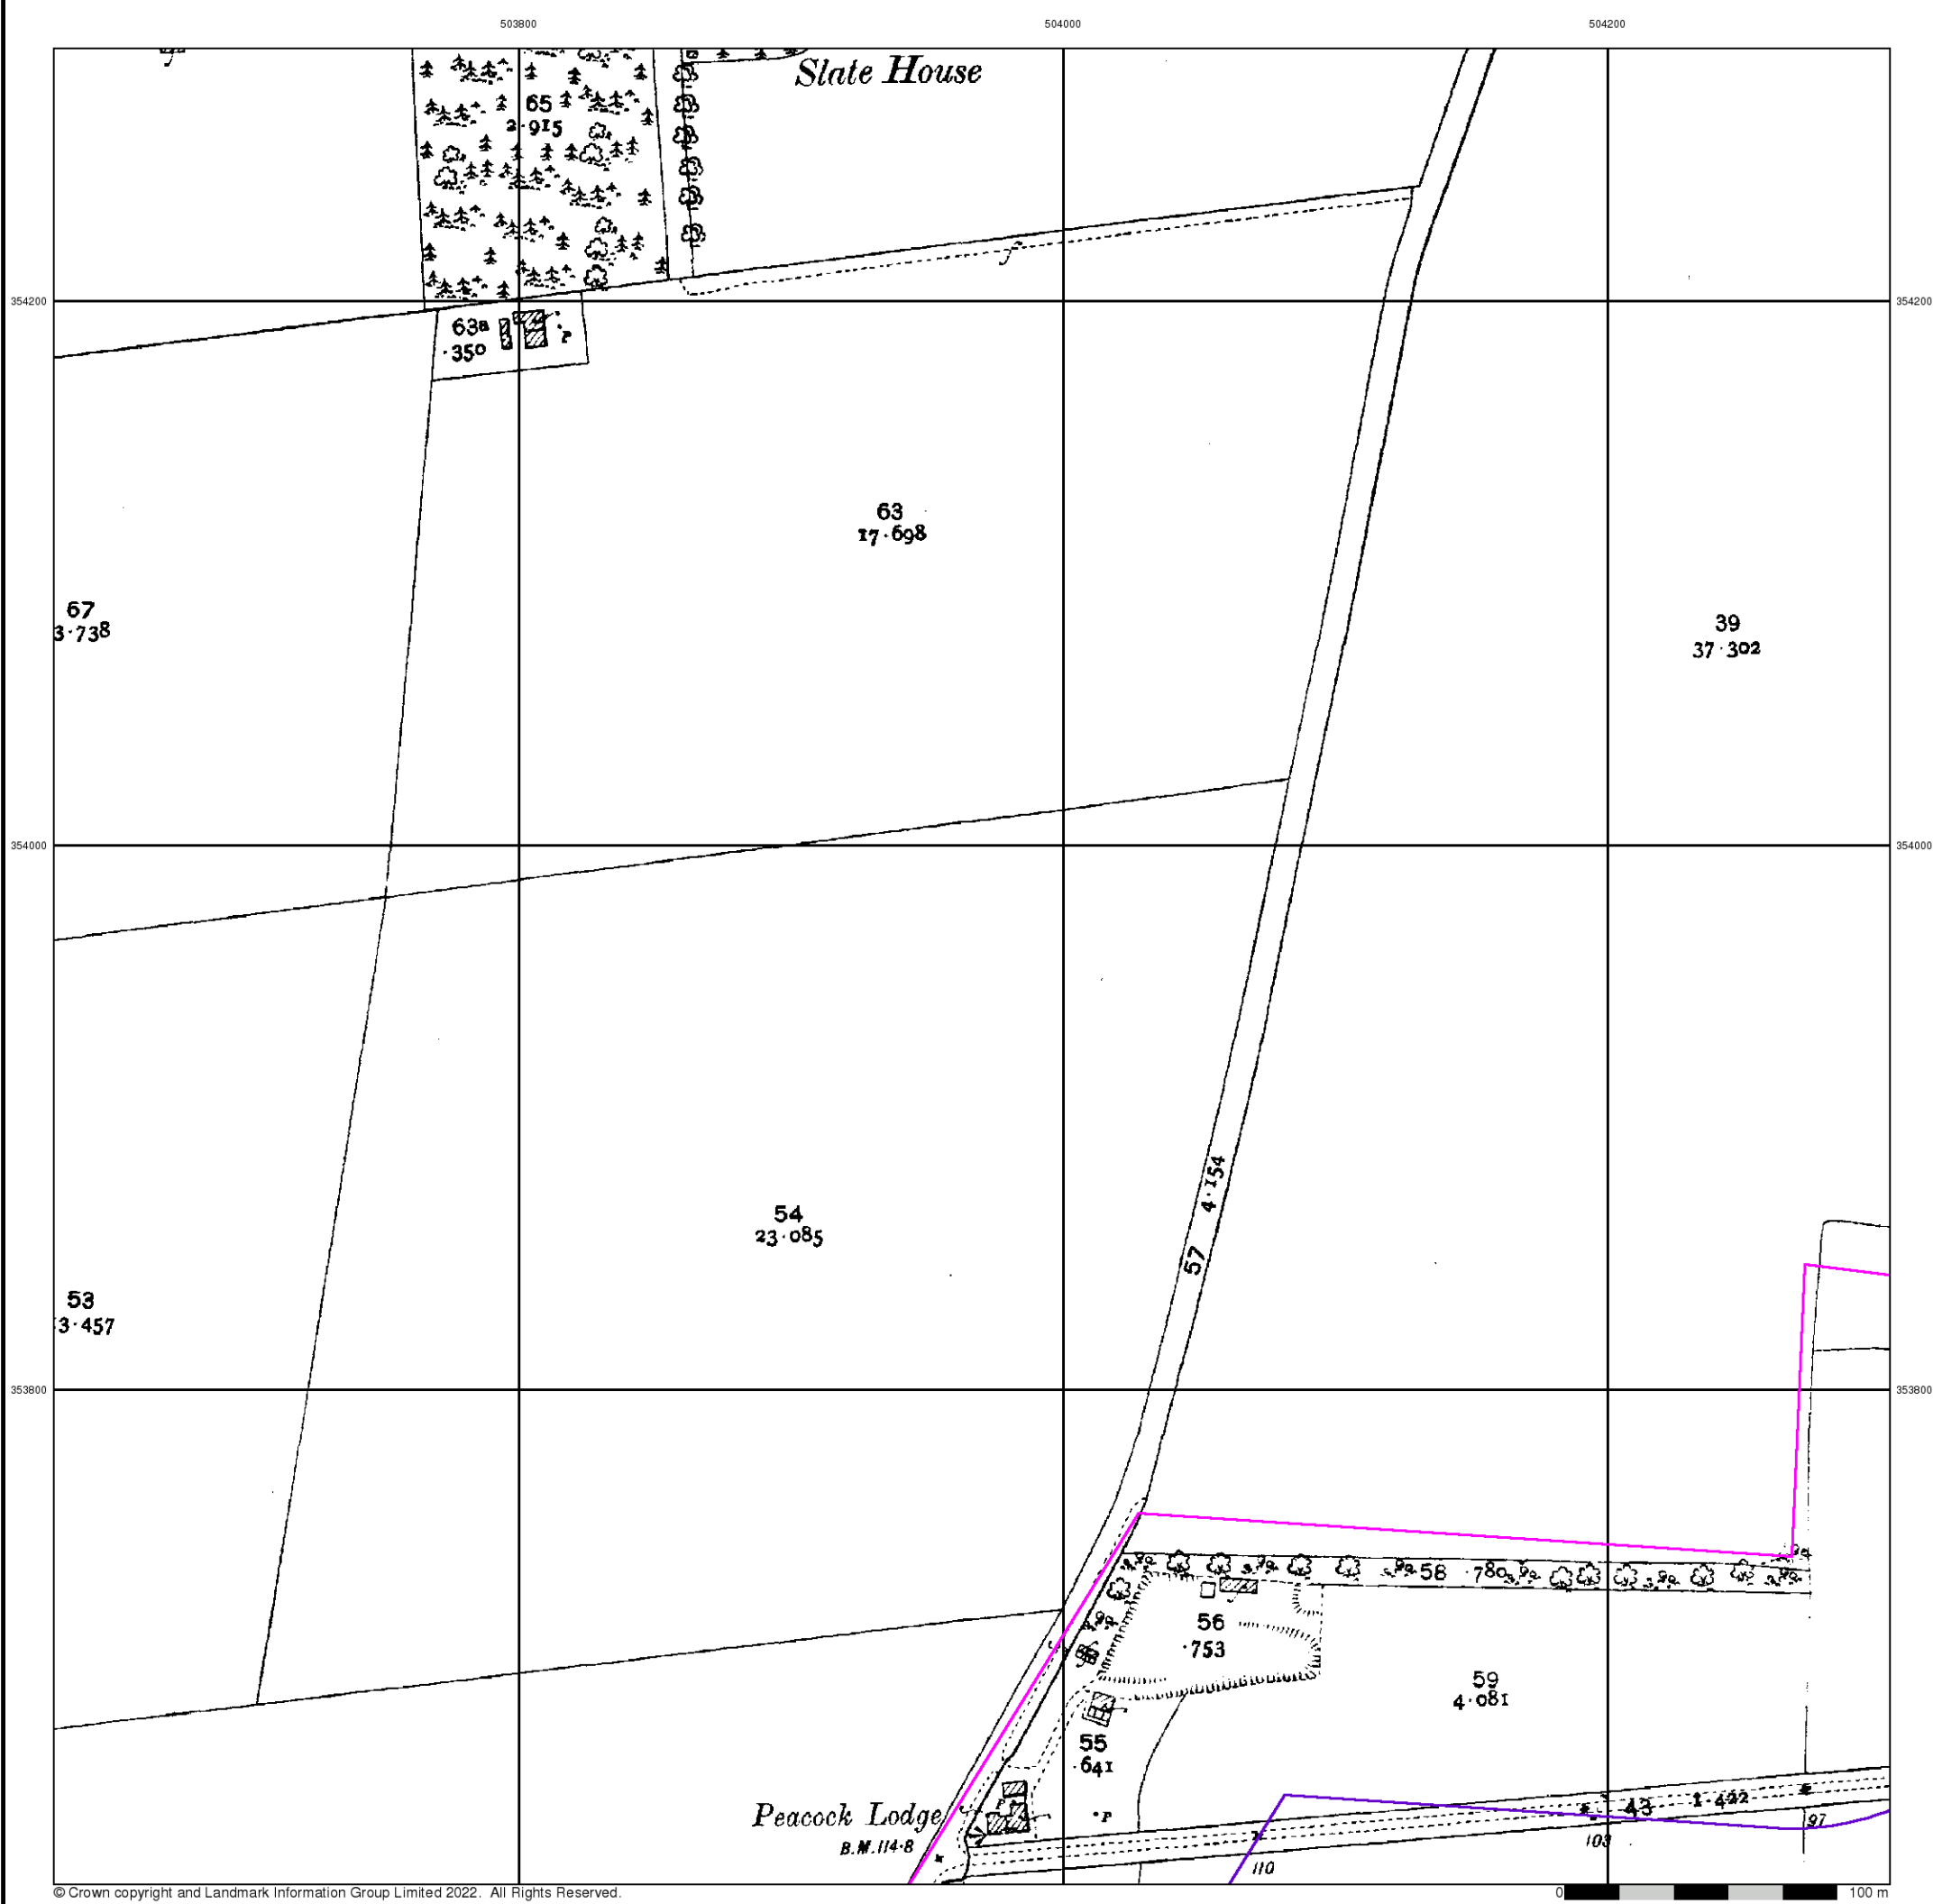 503800 504000 504200
Slate House
65
2·915
354200 354200
63a
·350
P
63
17·698
67
3·738
39
37·302
354000 354000
4·154
57
54
23·085
53
3·457
353800 353800
58 ·780
56
·753
59
4·081
55
·641
Peacock Lodge
P
B.M.114·8
P
43 1·422
97
103
110
© Crown copyright and Landmark Information Group Limited 2022. All Rights Reserved.
0 100 m